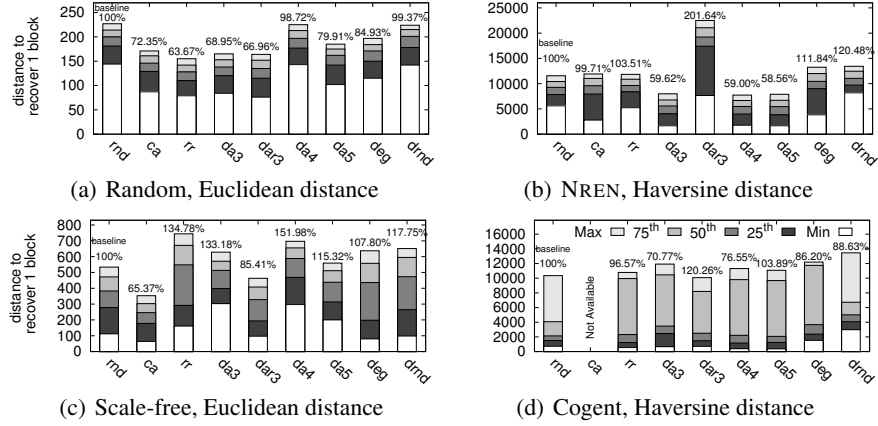 distance to
recover 1 block
250
200
150
100
50
0
baseline
100%
72.35%
63.67%
68.95%
66.96%
98.72%
79.91%
84.93%
99.37%
rnd
ca
rr
da3
dar3
da4
da5
deg
drnd
(a) Random, Euclidean distance
25000
20000
15000
10000
5000
0
baseline
100%
99.71%
103.51%
59.62%
201.64%
59.00%
58.56%
111.84%
120.48%
rnd
ca
rr
da3
dar3
da4
da5
deg
drnd
(b) NREN, Haversine distance
distance to
recover 1 block
800
700
600
500
400
300
200
100
0
baseline
100%
65.37%
134.78%
133.18%
85.41%
151.98%
115.32%
107.80%
117.75%
rnd
ca
rr
da3
dar3
da4
da5
deg
drnd
(c) Scale-free, Euclidean distance
16000
14000
12000
10000
8000
6000
4000
2000
0
Max 75th 50th 25th Min
baseline
100%
Not Available
96.57%
70.77%
120.26%
76.55%
103.89%
86.20%
88.63%
rnd
ca
rr
da3
dar3
da4
da5
deg
drnd
(d) Cogent, Haversine distance